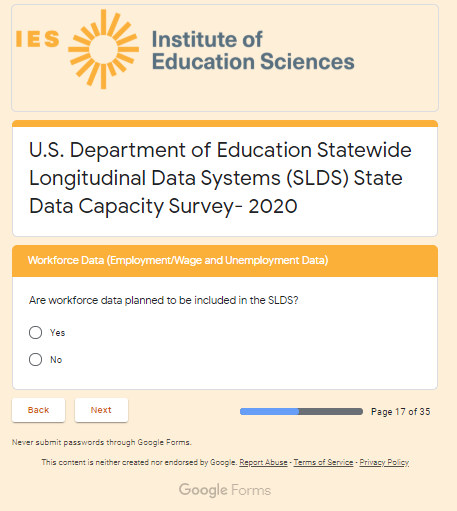 IES Institute of
Education Sciences
U.S. Department of Education Statewide
Longitudinal Data Systems (SLDS) State
Data Capacity Survey- 2020
Workforce Data (Employment/Wage and Unemployment Data)
Are workforce data planned to be included in the SLDS?
Yes
No
Back Next Page 17 of 35
Never submit passwords through Google Forms.
This content is neither created nor endorsed by Google. Report Abuse - Terms of Service - Privacy Policy
Google Forms